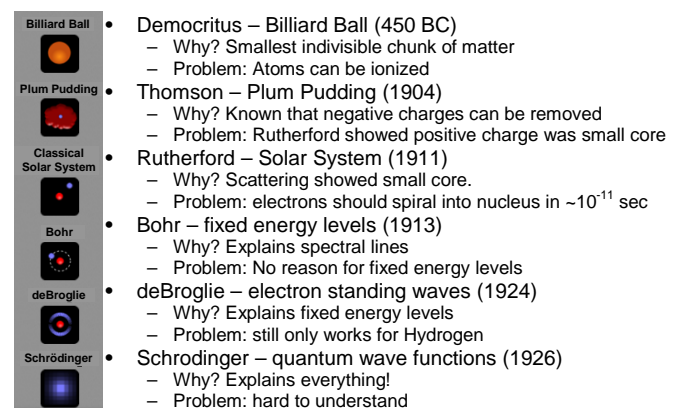 Billiard Ball
• Democritus – Billiard Ball (450 BC)
– Why? Smallest indivisible chunk of matter
– Problem: Atoms can be ionized
Plum Pudding
• Thomson – Plum Pudding (1904)
– Why? Known that negative charges can be removed
– Problem: Rutherford showed positive charge was small core
Classical
Solar System
• Rutherford – Solar System (1911)
– Why? Scattering showed small core.
– Problem: electrons should spiral into nucleus in ~10⁻¹¹ sec
Bohr
• Bohr – fixed energy levels (1913)
– Why? Explains spectral lines
– Problem: No reason for fixed energy levels
deBroglie
• deBroglie – electron standing waves (1924)
– Why? Explains fixed energy levels
– Problem: still only works for Hydrogen
Schrödinger
• Schrodinger – quantum wave functions (1926)
– Why? Explains everything!
– Problem: hard to understand